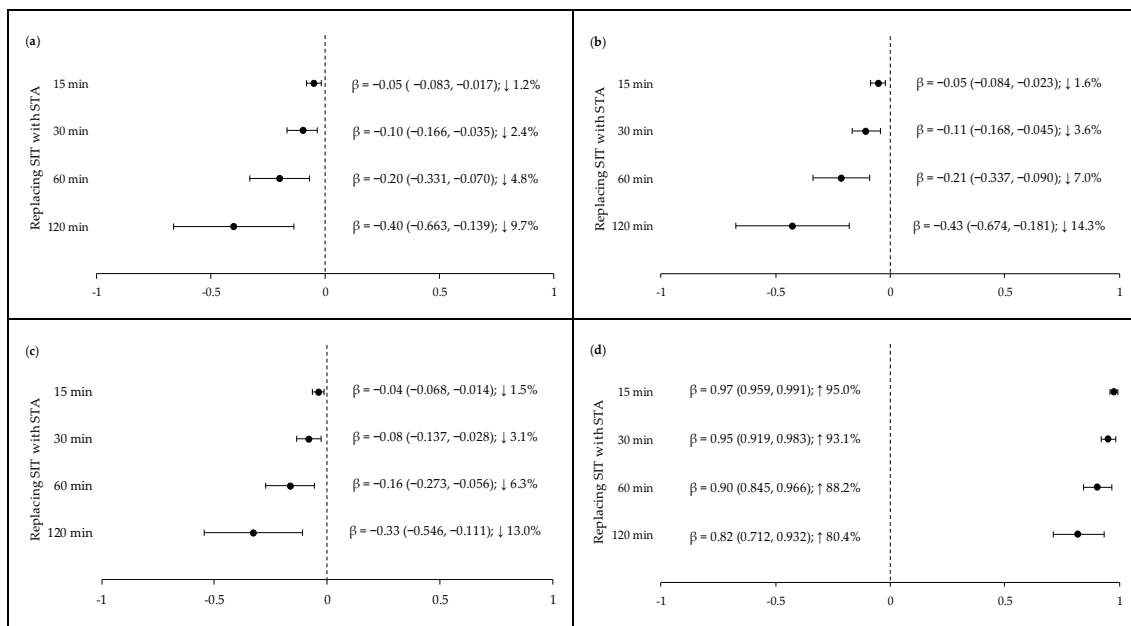 (a)
Replacing SIT with STA
15 min
β = −0.05 ( −0.083, −0.017); ↓ 1.2%
30 min
β = −0.10 (−0.166, −0.035); ↓ 2.4%
60 min
β = −0.20 (−0.331, −0.070); ↓ 4.8%
120 min
β = −0.40 (−0.663, −0.139); ↓ 9.7%
-1 -0.5 0 0.5 1
(b)
Replacing SIT with STA
15 min
β = −0.05 (−0.084, −0.023); ↓ 1.6%
30 min
β = −0.11 (−0.168, −0.045); ↓ 3.6%
60 min
β = −0.21 (−0.337, −0.090); ↓ 7.0%
120 min
β = −0.43 (−0.674, −0.181); ↓ 14.3%
-1 -0.5 0 0.5 1
(c)
Replacing SIT with STA
15 min
β = −0.04 (−0.068, −0.014); ↓ 1.5%
30 min
β = −0.08 (−0.137, −0.028); ↓ 3.1%
60 min
β = −0.16 (−0.273, −0.056); ↓ 6.3%
120 min
β = −0.33 (−0.546, −0.111); ↓ 13.0%
-1 -0.5 0 0.5 1
(d)
Replacing SIT with STA
15 min
β = 0.97 (0.959, 0.991); ↑ 95.0%
30 min
β = 0.95 (0.919, 0.983); ↑ 93.1%
60 min
β = 0.90 (0.845, 0.966); ↑ 88.2%
120 min
β = 0.82 (0.712, 0.932); ↑ 80.4%
-1 -0.5 0 0.5 1